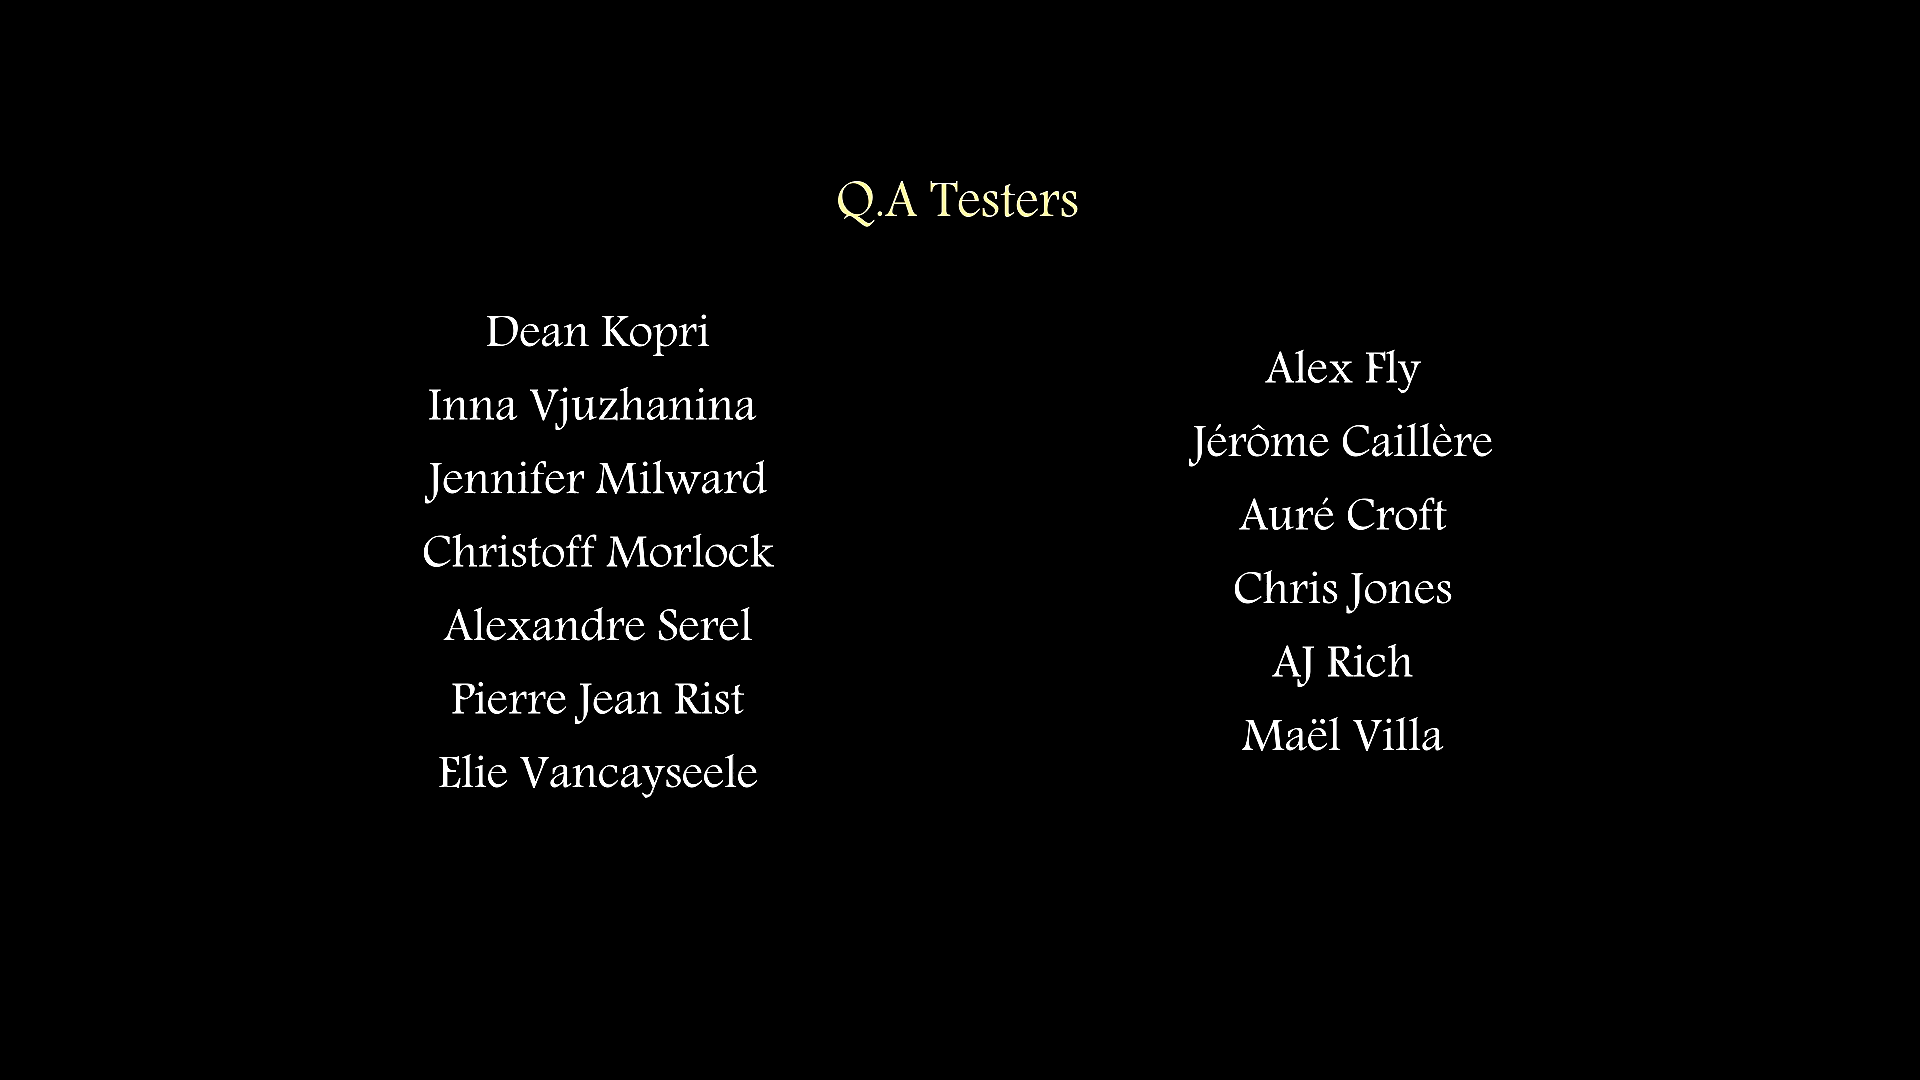 Q.A Testers
Dean Kopri
Inna Vjuzhanina
Jennifer Milward
Christoff Morlock
Alexandre Serel
Pierre Jean Rist
Elie Vancayseele
Alex Fly
Jérôme Caillère
Auré Croft
Chris Jones
AJ Rich
Maël Villa